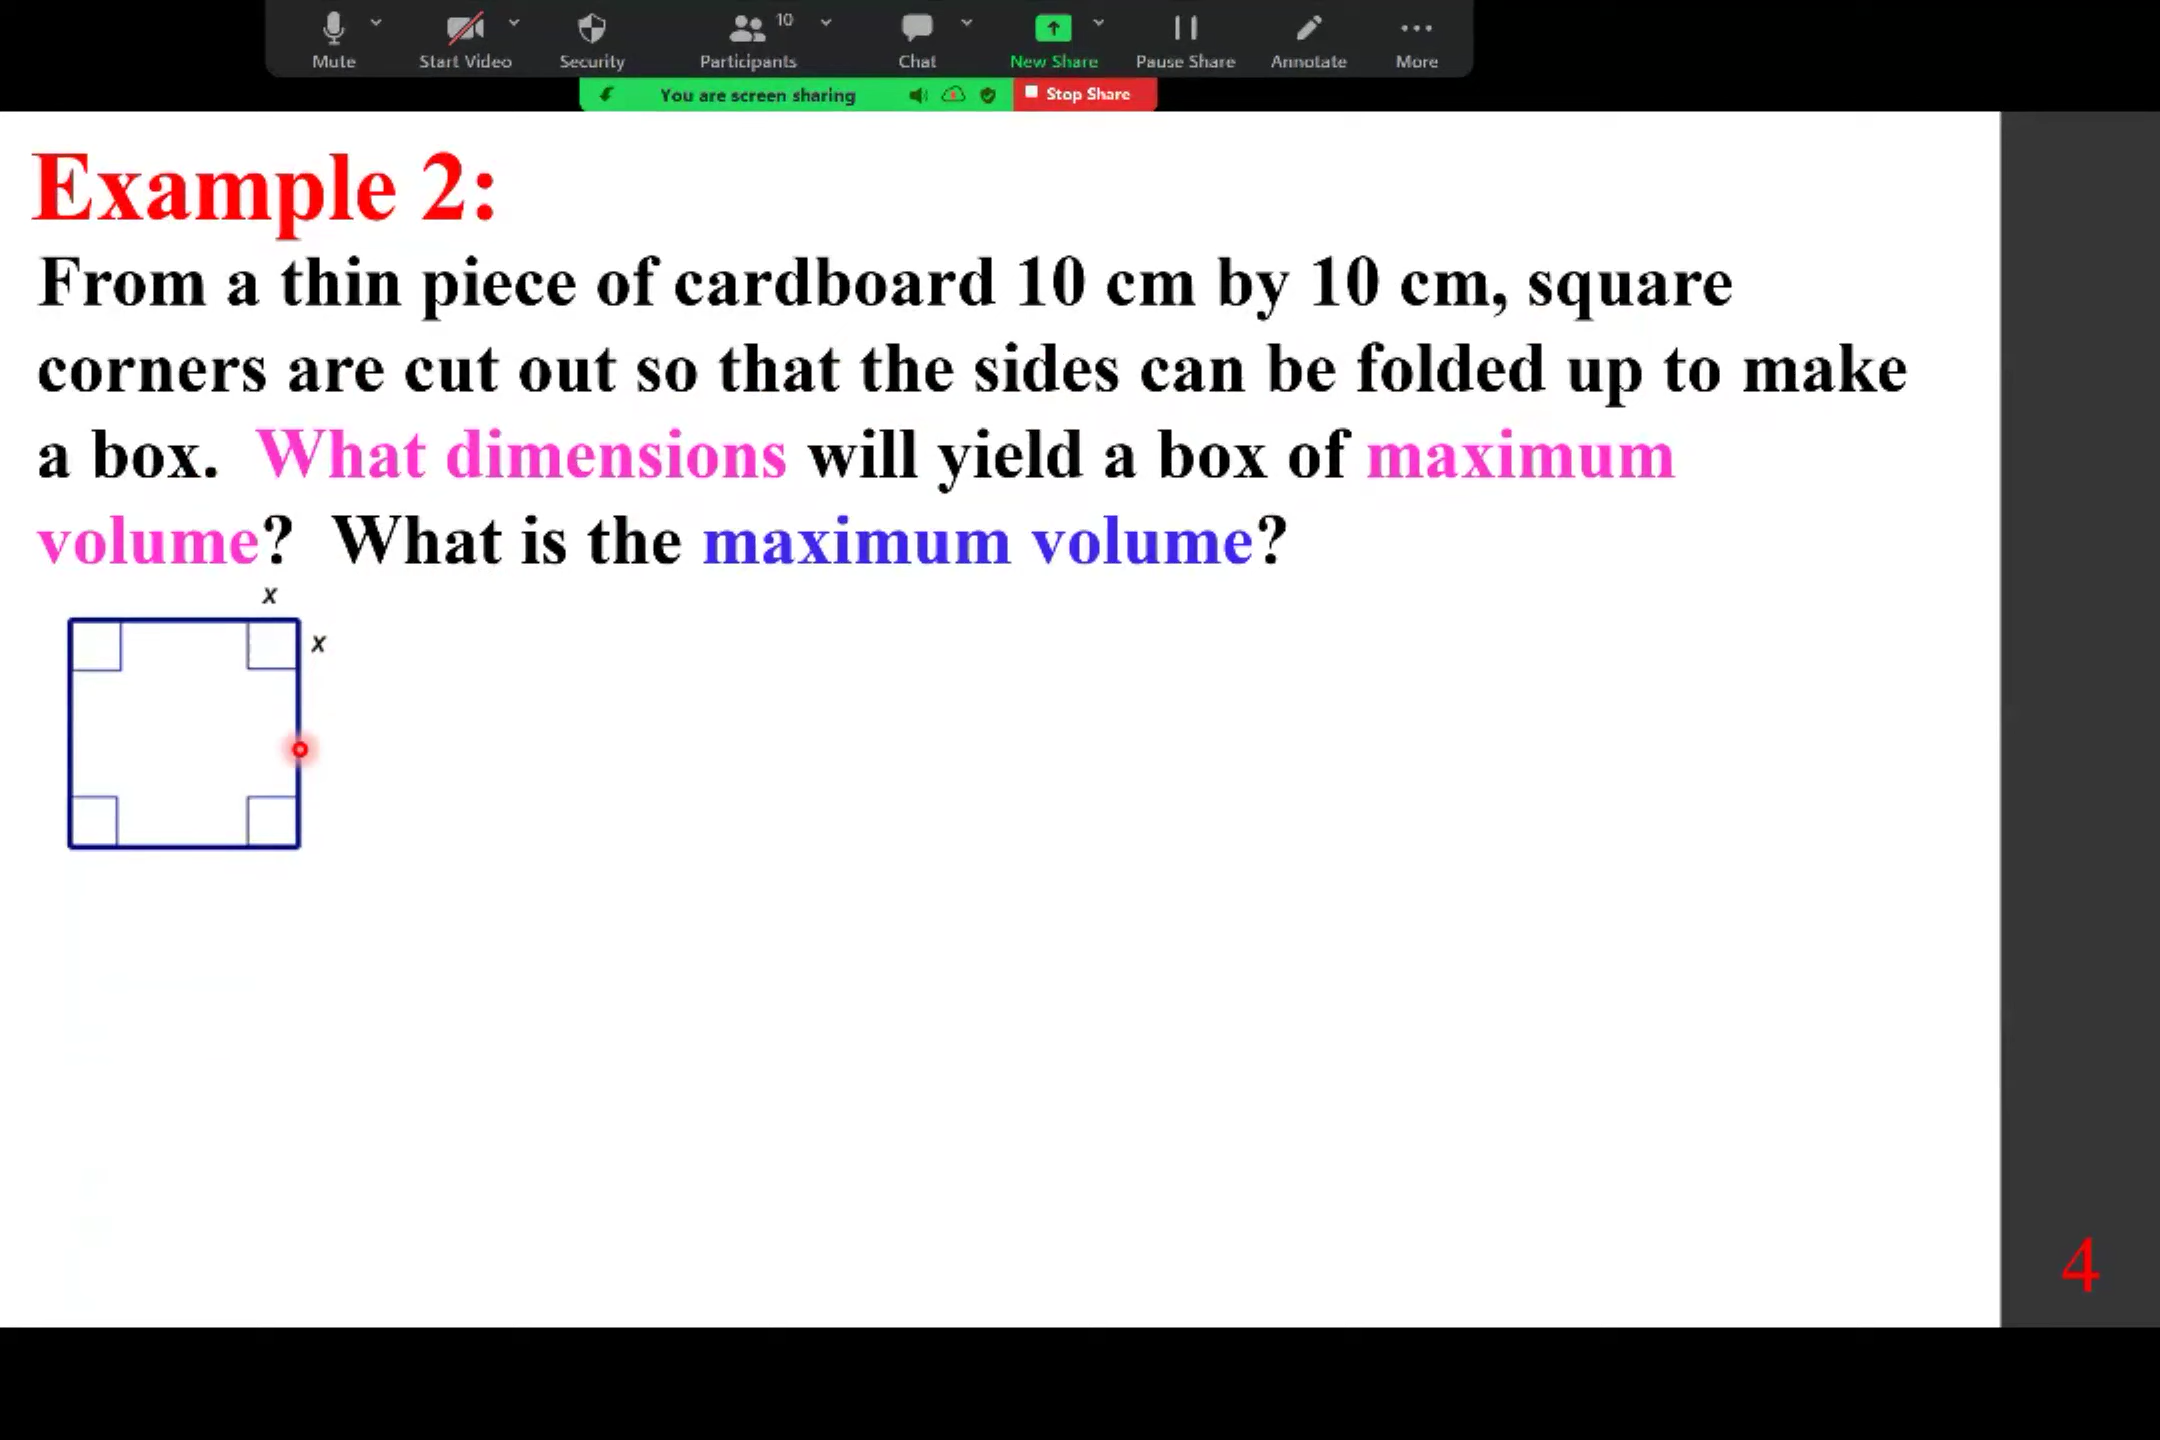 Mute Start Video Security Participants 10 Chat New Share Pause Share Annotate More
You are screen sharing Stop Share
Example 2:
From a thin piece of cardboard 10 cm by 10 cm, square
corners are cut out so that the sides can be folded up to make
a box. What dimensions will yield a box of maximum
volume? What is the maximum volume?
x
x
4